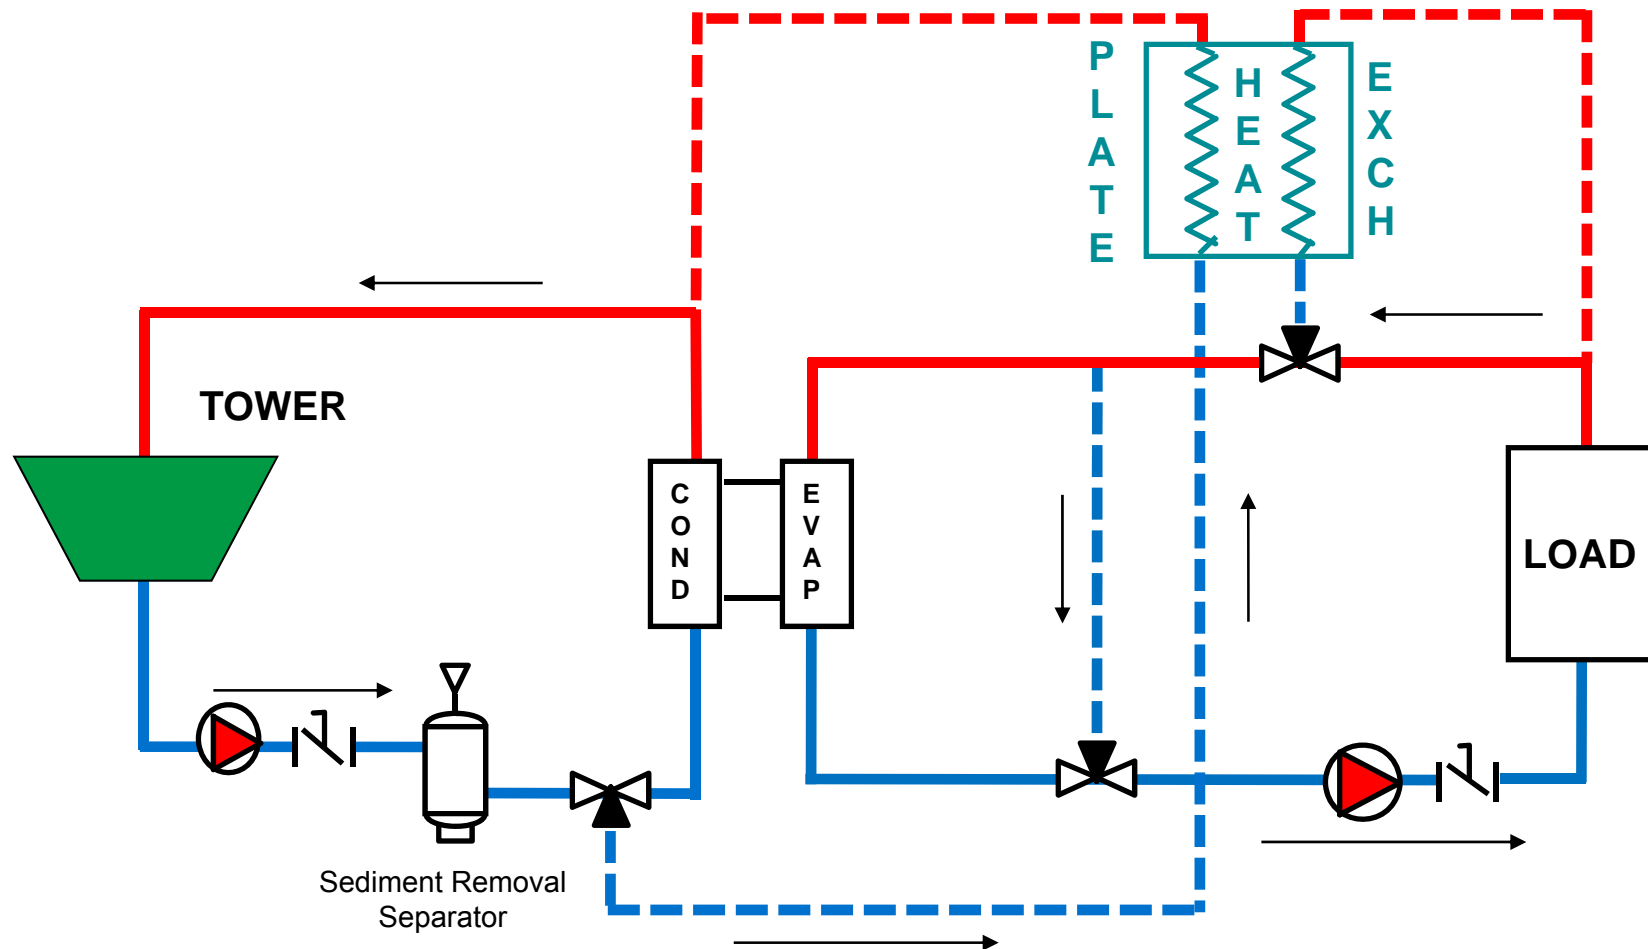 PLATE
HEAT
EXCH
TOWER
COND
EVAP
LOAD
Sediment Removal
Separator